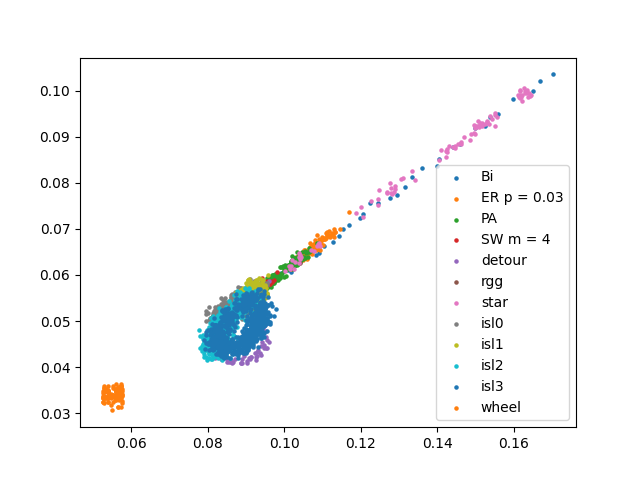 0.10
0.09
0.08
0.07
0.06
0.05
0.04
0.03
Bi
ER p = 0.03
PA
SW m = 4
detour
rgg
star
isl0
isl1
isl2
isl3
wheel
0.06 0.08 0.10 0.12 0.14 0.16